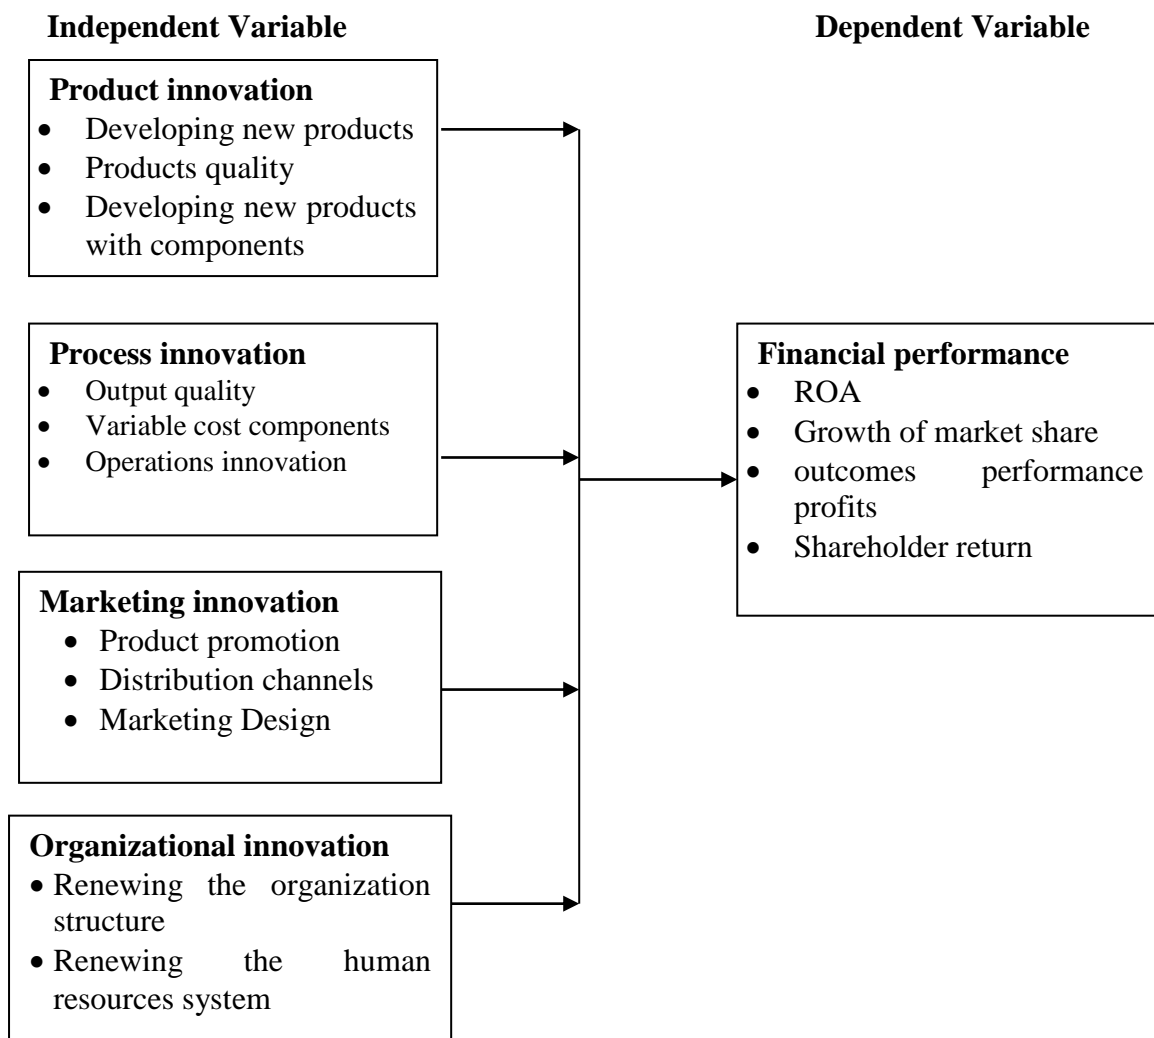 Independent Variable
Dependent Variable
Product innovation
• Developing new products
• Products quality
• Developing new products
with components
Process innovation
• Output quality
• Variable cost components
• Operations innovation
Financial performance
• ROA
• Growth of market share
• outcomes performance
profits
• Shareholder return
Marketing innovation
• Product promotion
• Distribution channels
• Marketing Design
Organizational innovation
• Renewing the organization
structure
• Renewing the human
resources system